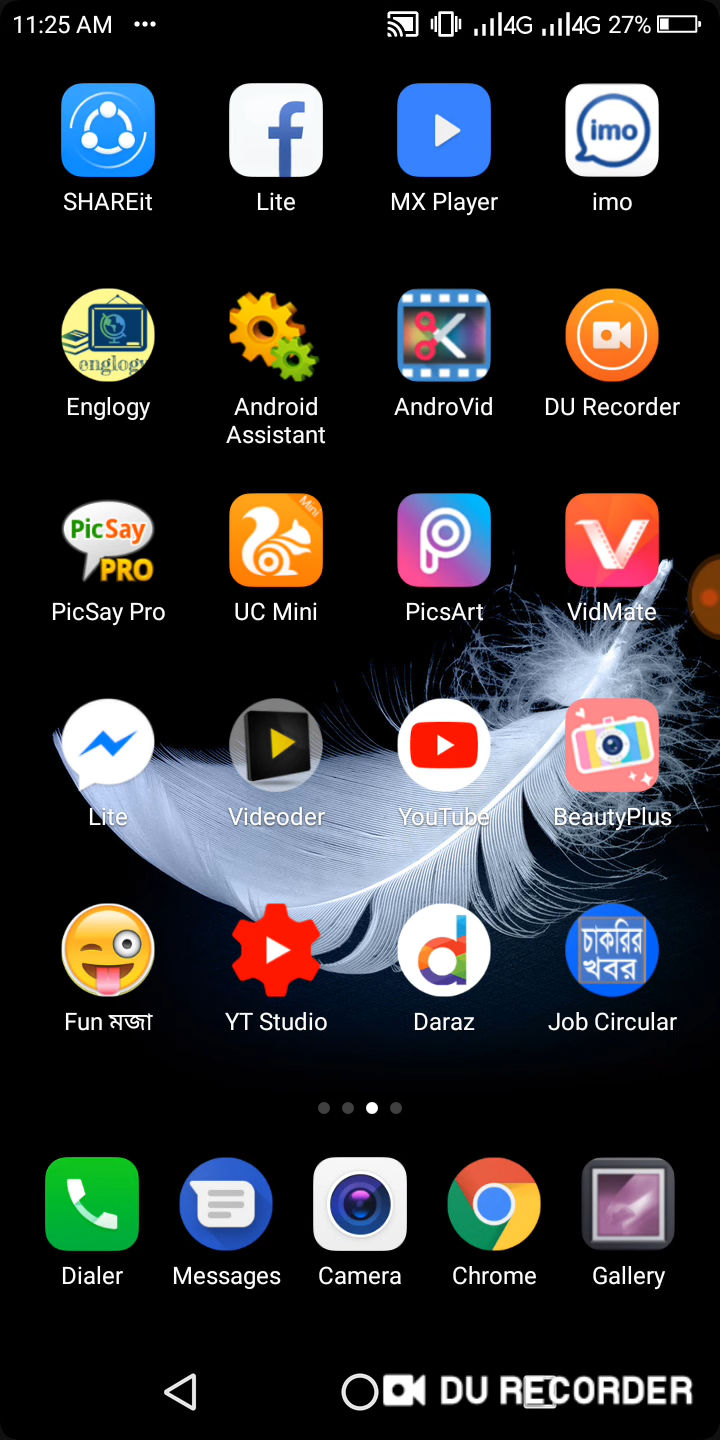 11:25 AM ... 4G 4G 27%
imo
SHAREit Lite MX Player imo
englogy
Englogy Android Assistant AndroVid DU Recorder
PicSay PRO Mini
PicSay Pro UC Mini PicsArt VidMate
Lite Videoder YouTube BeautyPlus
চাকরির
খবর
Fun মজা YT Studio Daraz Job Circular
Dialer Messages Camera Chrome Gallery
DU RECORDER